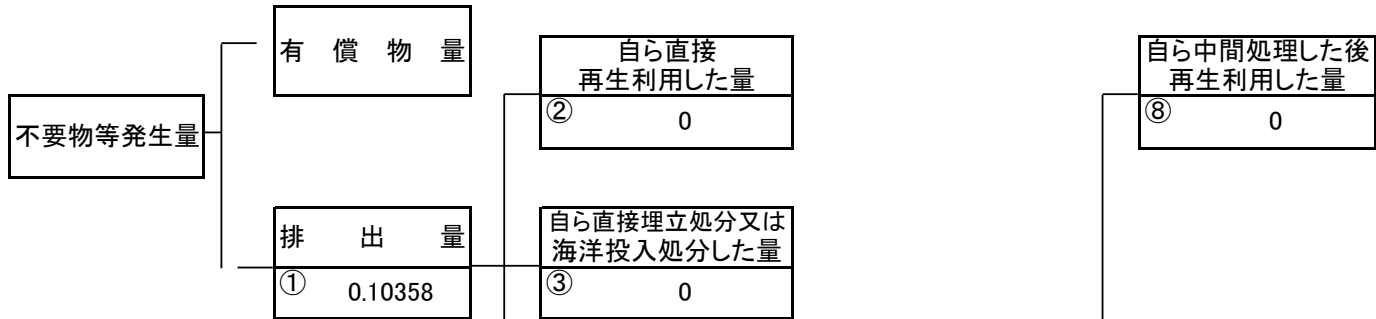 有償物量
自ら直接
再生利用した量
② 0
自ら中間処理した後
再生利用した量
⑧ 0
不要物等発生量
排出量
① 0.10358
自ら直接埋立処分又は
海洋投入処分した量
③ 0